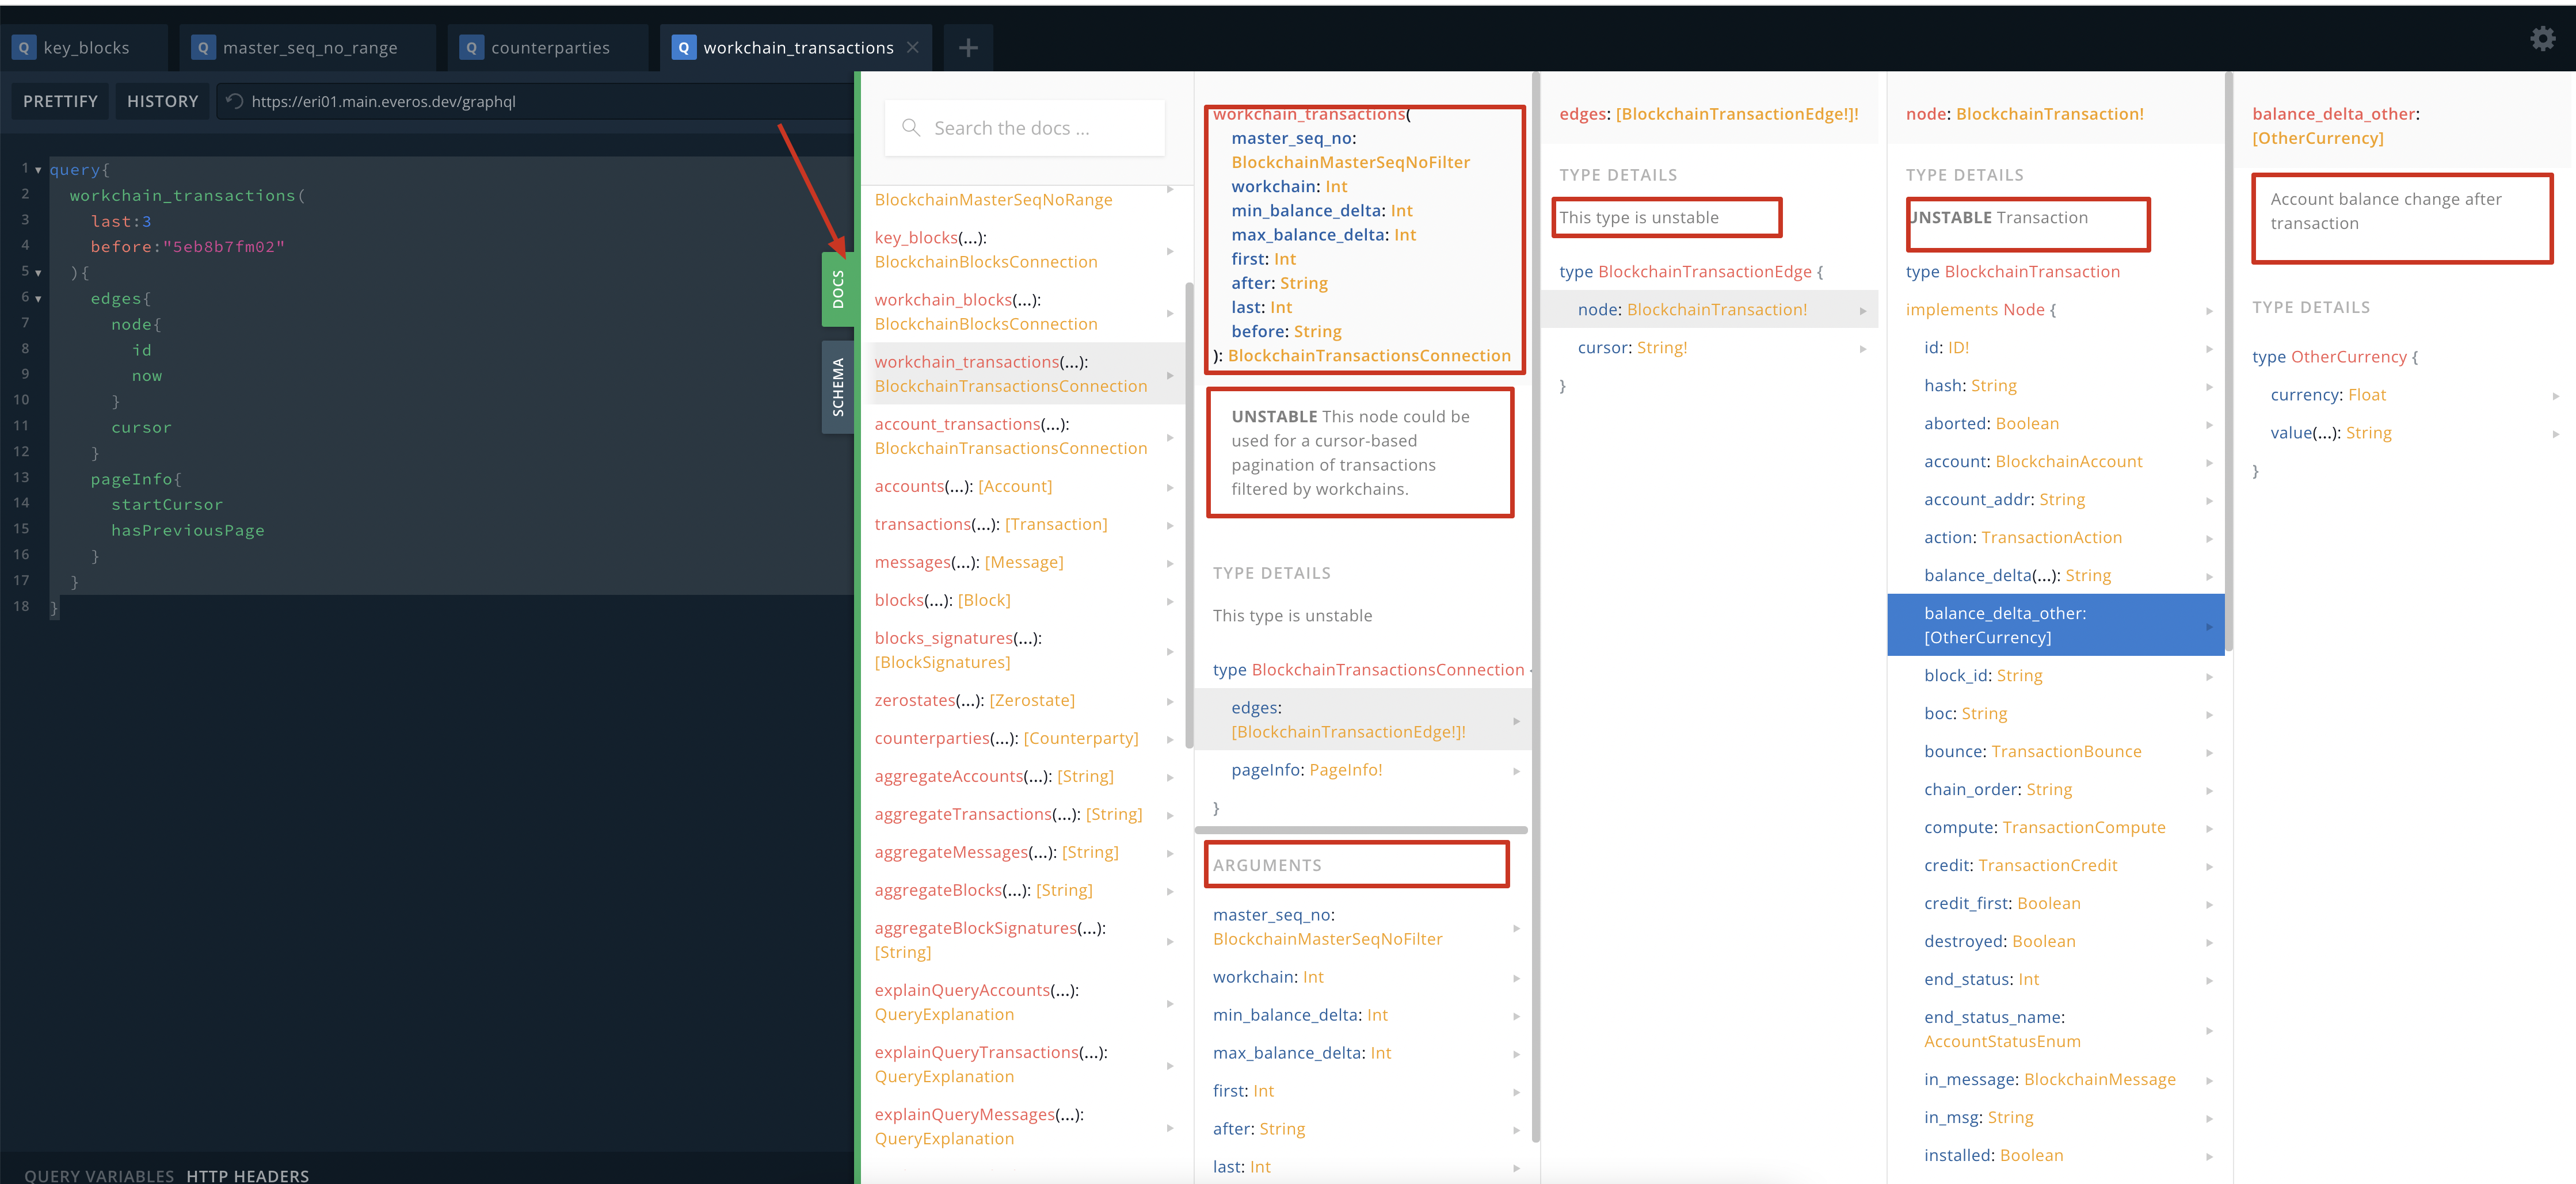 Q key_blocks
Q master_seq_no_range
Q counterparties
Q workchain_transactions
PRETTIFY
HISTORY
https://eri01.main.everos.dev/graphql
1 query{
2 workchain_transactions(
3 last:3
4 before:"5eb8b7fm02"
5 ){
6 edges{
7 node{
8 id
9 now
10 }
11 cursor
12 }
13 pageInfo{
14 startCursor
15 hasPreviousPage
16 }
17 }
18 }
QUERY VARIABLES HTTP HEADERS
DOCS
SCHEMA
Search the docs ...
BlockchainMasterSeqNoRange
key_blocks(...):
BlockchainBlocksConnection
workchain_blocks(...):
BlockchainBlocksConnection
workchain_transactions(...):
BlockchainTransactionsConnection
account_transactions(...):
BlockchainTransactionsConnection
accounts(...): [Account]
transactions(...): [Transaction]
messages(...): [Message]
blocks(...): [Block]
blocks_signatures(...):
[BlockSignatures]
zerostates(...): [Zerostate]
counterparties(...): [Counterparty]
aggregateAccounts(...): [String]
aggregateTransactions(...): [String]
aggregateMessages(...): [String]
aggregateBlocks(...): [String]
aggregateBlockSignatures(...):
[String]
explainQueryAccounts(...):
QueryExplanation
explainQueryTransactions(...):
QueryExplanation
explainQueryMessages(...):
QueryExplanation
workchain_transactions(
master_seq_no:
BlockchainMasterSeqNoFilter
workchain: Int
min_balance_delta: Int
max_balance_delta: Int
first: Int
after: String
last: Int
before: String
): BlockchainTransactionsConnection
UNSTABLE This node could be
used for a cursor-based
pagination of transactions
filtered by workchains.
TYPE DETAILS
This type is unstable
type BlockchainTransactionsConnection
edges:
[BlockchainTransactionEdge!]!
pageInfo: PageInfo!
}
ARGUMENTS
master_seq_no:
BlockchainMasterSeqNoFilter
workchain: Int
min_balance_delta: Int
max_balance_delta: Int
first: Int
after: String
last: Int
edges: [BlockchainTransactionEdge!]!
TYPE DETAILS
This type is unstable
type BlockchainTransactionEdge {
node: BlockchainTransaction!
cursor: String!
}
node: BlockchainTransaction!
TYPE DETAILS
UNSTABLE Transaction
type BlockchainTransaction
implements Node {
id: ID!
hash: String
aborted: Boolean
account: BlockchainAccount
account_addr: String
action: TransactionAction
balance_delta(...): String
balance_delta_other:
[OtherCurrency]
block_id: String
boc: String
bounce: TransactionBounce
chain_order: String
compute: TransactionCompute
credit: TransactionCredit
credit_first: Boolean
destroyed: Boolean
end_status: Int
end_status_name:
AccountStatusEnum
in_message: BlockchainMessage
in_msg: String
installed: Boolean
balance_delta_other:
[OtherCurrency]
Account balance change after
transaction
TYPE DETAILS
type OtherCurrency {
currency: Float
value(...): String
}